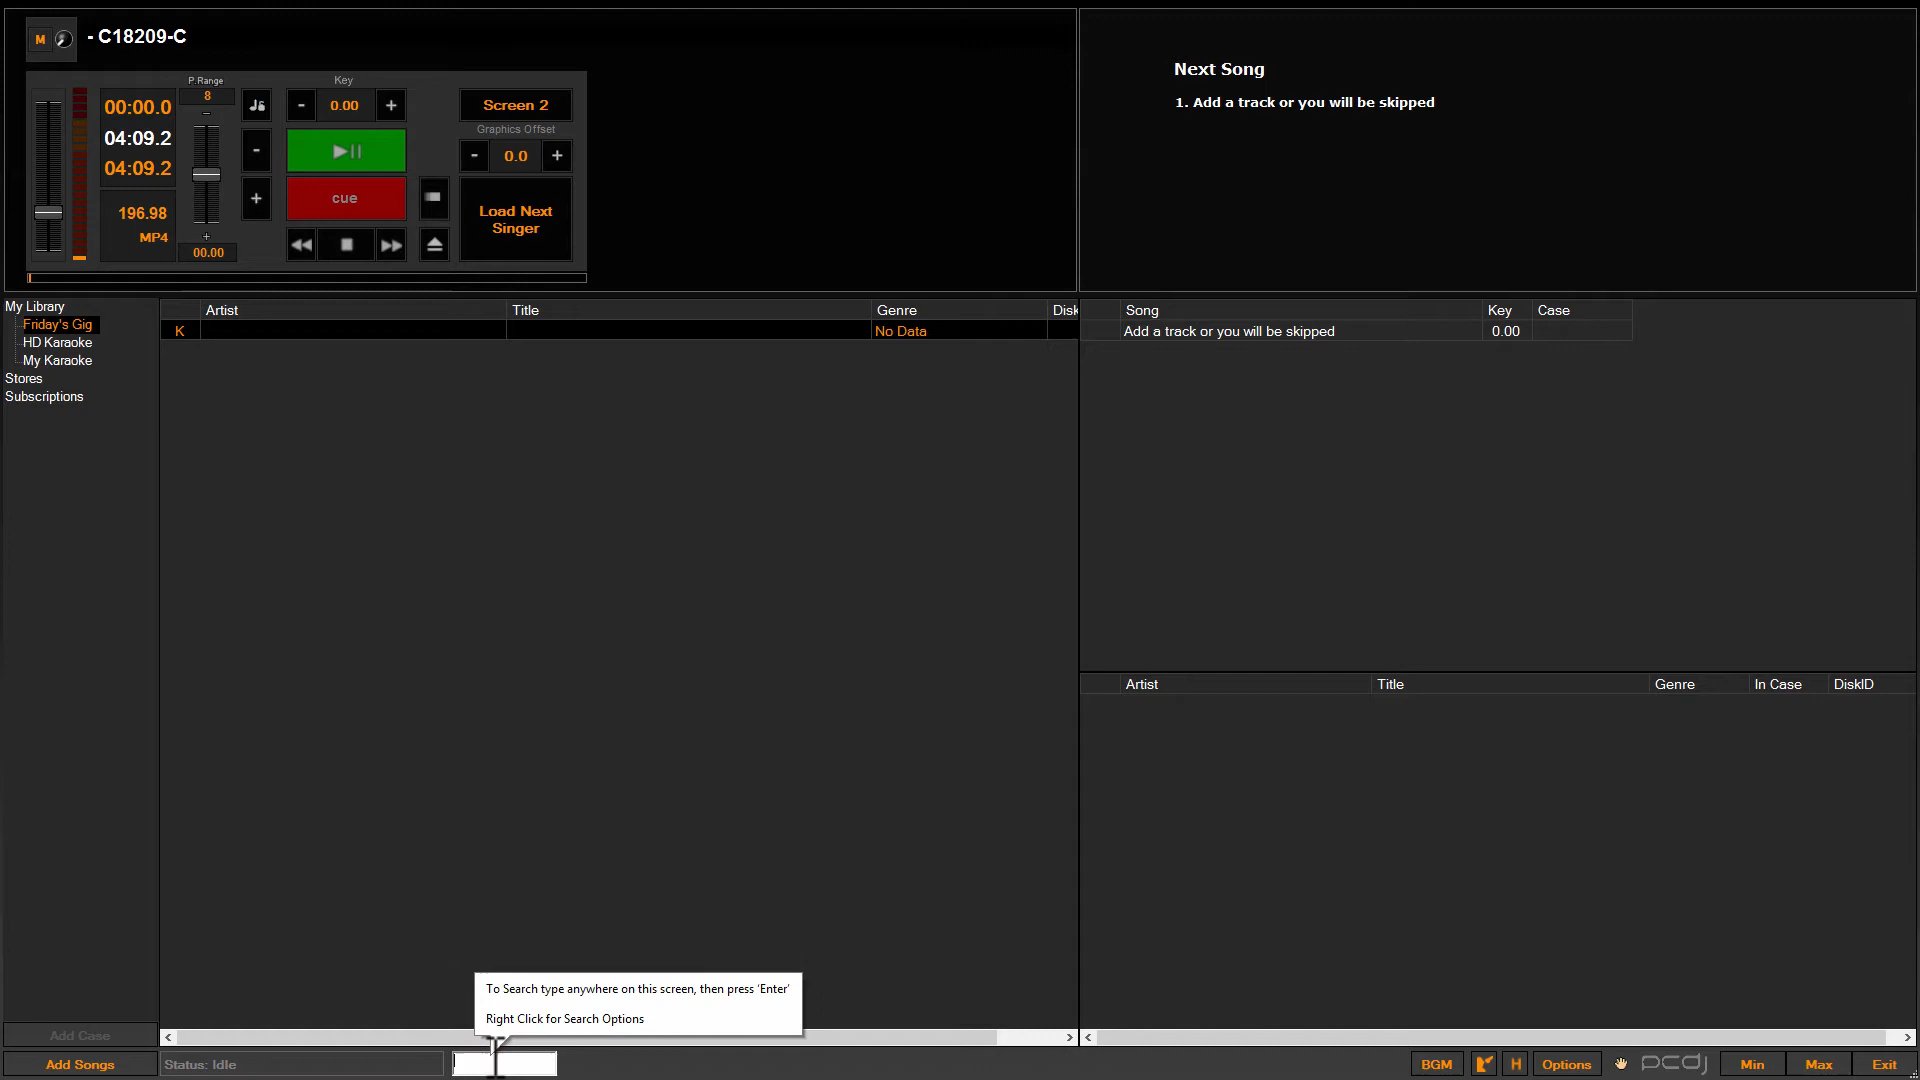 M
- C18209-C
P.Range
8
00:00.0
04:09.2
04:09.2
196.98
MP4
00.00
Key
- 0.00 +
-
+
cue
Screen 2
Graphics Offset
- 0.0 +
Load Next
Singer
Next Song
1. Add a track or you will be skipped
My Library
Friday's Gig
HD Karaoke
My Karaoke
Stores
Subscriptions
Artist Title Genre Disk
K No Data
Song Key Case
Add a track or you will be skipped 0.00
Artist Title Genre In Case DiskID
To Search type anywhere on this screen, then press ‘Enter’
Right Click for Search Options
Add Case
Add Songs
Status: Idle
BGM
H
Options
pcdj
Min
Max
Exit